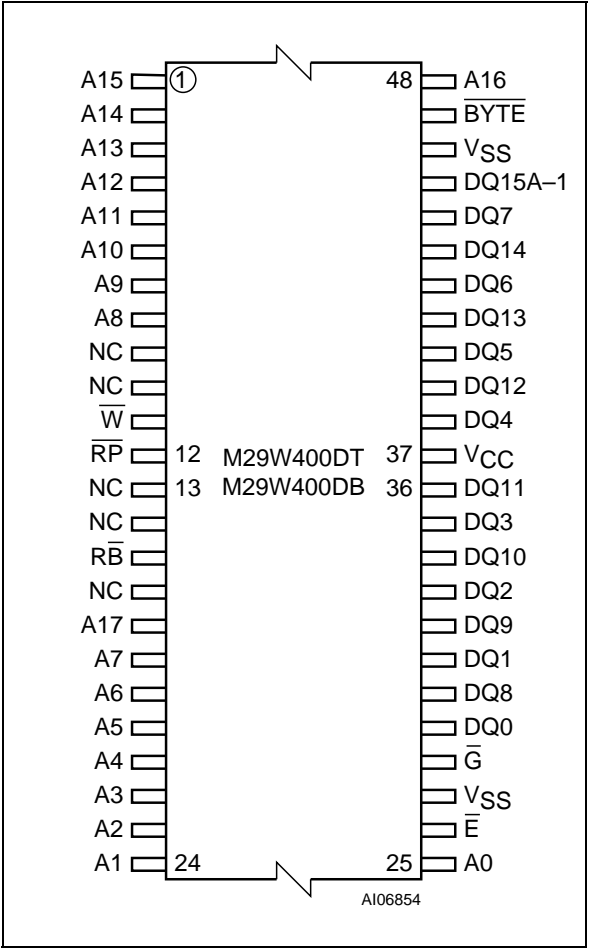 A15 ① 48 A16
A14 B̅Y̅T̅E̅
A13 VSS
A12 DQ15A–1
A11 DQ7
A10 DQ14
A9 DQ6
A8 DQ13
NC DQ5
NC DQ12
W̅ DQ4
R̅P̅ 12 M29W400DT 37 VCC
NC 13 M29W400DB 36 DQ11
NC DQ3
RB̅ DQ10
NC DQ2
A17 DQ9
A7 DQ1
A6 DQ8
A5 DQ0
A4 G̅
A3 VSS
A2 E̅
A1 24 25 A0
AI06854